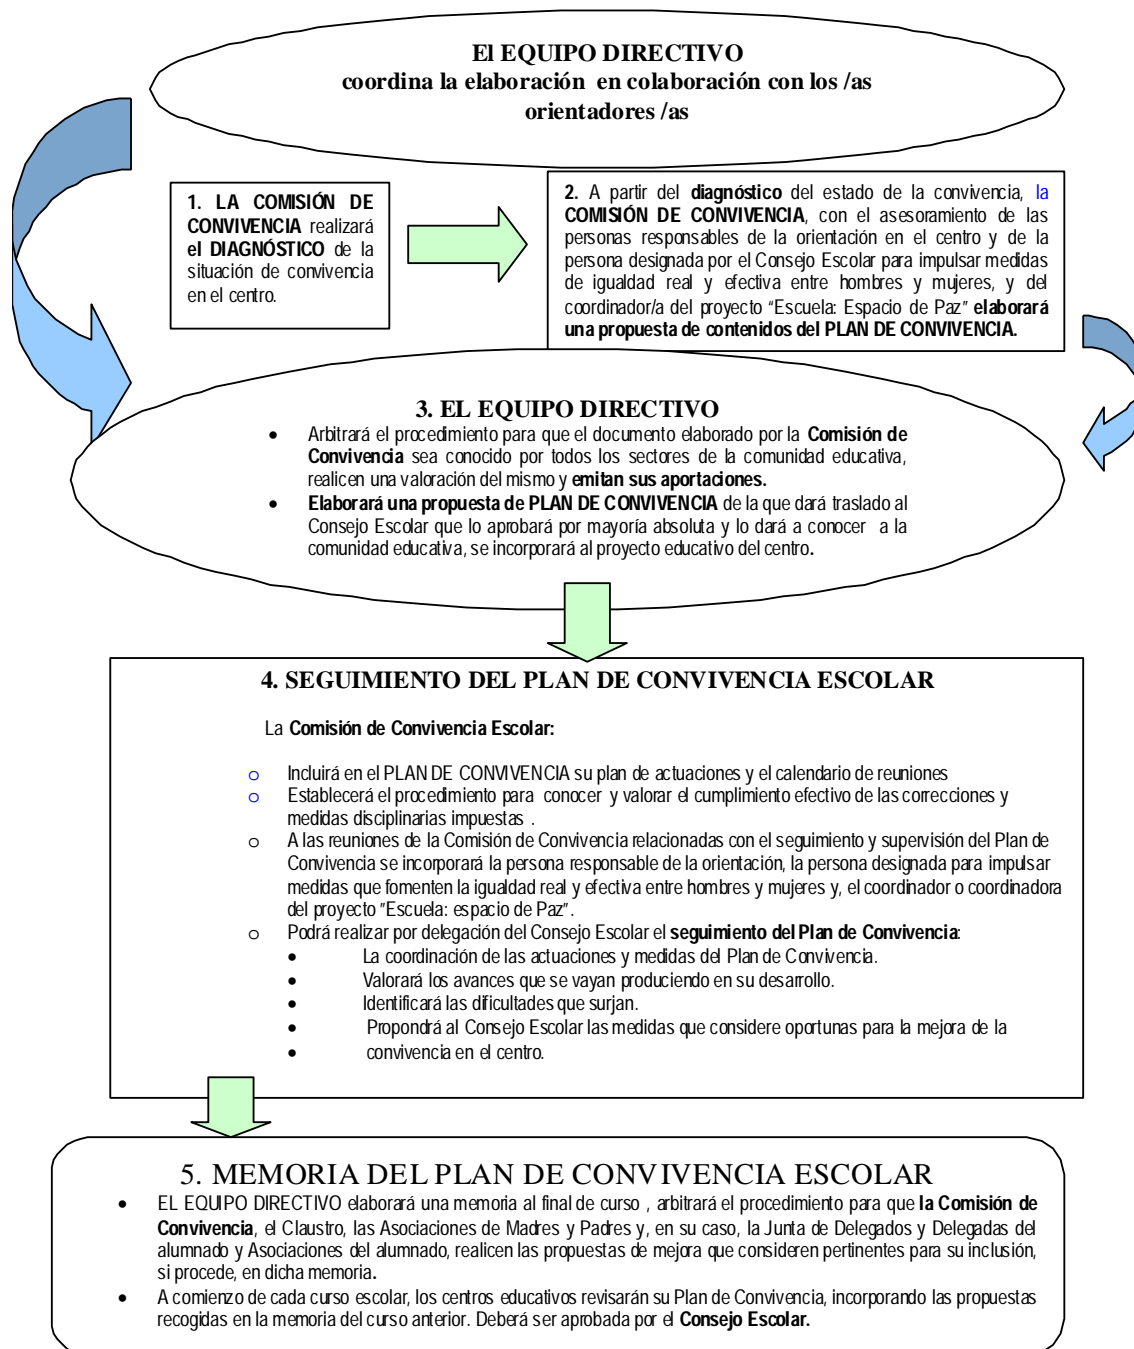 El EQUIPO DIRECTIVO
coordina la elaboración en colaboración con los /as
orientadores /as
1. LA COMISIÓN DE
CONVIVENCIA realizará
el DIAGNÓSTICO de la
situación de convivencia
en el centro.
2. A partir del diagnóstico del estado de la convivencia, la
COMISIÓN DE CONVIVENCIA, con el asesoramiento de las
personas responsables de la orientación en el centro y de la
persona designada por el Consejo Escolar para impulsar medidas
de igualdad real y efectiva entre hombres y mujeres, y del
coordinador/a del proyecto "Escuela: Espacio de Paz" elaborará
una propuesta de contenidos del PLAN DE CONVIVENCIA.
3. EL EQUIPO DIRECTIVO
• Arbitrará el procedimiento para que el documento elaborado por la Comisión de
Convivencia sea conocido por todos los sectores de la comunidad educativa,
realicen una valoración del mismo y emitan sus aportaciones.
• Elaborará una propuesta de PLAN DE CONVIVENCIA de la que dará traslado al
Consejo Escolar que lo aprobará por mayoría absoluta y lo dará a conocer a la
comunidad educativa, se incorporará al proyecto educativo del centro.
4. SEGUIMIENTO DEL PLAN DE CONVIVENCIA ESCOLAR
La Comisión de Convivencia Escolar:
o Incluirá en el PLAN DE CONVIVENCIA su plan de actuaciones y el calendario de reuniones
o Establecerá el procedimiento para conocer y valorar el cumplimiento efectivo de las correcciones y
medidas disciplinarias impuestas .
o A las reuniones de la Comisión de Convivencia relacionadas con el seguimiento y supervisión del Plan de
Convivencia se incorporará la persona responsable de la orientación, la persona designada para impulsar
medidas que fomenten la igualdad real y efectiva entre hombres y mujeres y, el coordinador o coordinadora
del proyecto "Escuela: espacio de Paz".
o Podrá realizar por delegación del Consejo Escolar el seguimiento del Plan de Convivencia:
• La coordinación de las actuaciones y medidas del Plan de Convivencia.
• Valorará los avances que se vayan produciendo en su desarrollo.
• Identificará las dificultades que surjan.
• Propondrá al Consejo Escolar las medidas que considere oportunas para la mejora de la
• convivencia en el centro.
5. MEMORIA DEL PLAN DE CONVIVENCIA ESCOLAR
• EL EQUIPO DIRECTIVO elaborará una memoria al final de curso , arbitrará el procedimiento para que la Comisión de
Convivencia, el Claustro, las Asociaciones de Madres y Padres y, en su caso, la Junta de Delegados y Delegadas del
alumnado y Asociaciones del alumnado, realicen las propuestas de mejora que consideren pertinentes para su inclusión,
si procede, en dicha memoria.
• A comienzo de cada curso escolar, los centros educativos revisarán su Plan de Convivencia, incorporando las propuestas
recogidas en la memoria del curso anterior. Deberá ser aprobada por el Consejo Escolar.